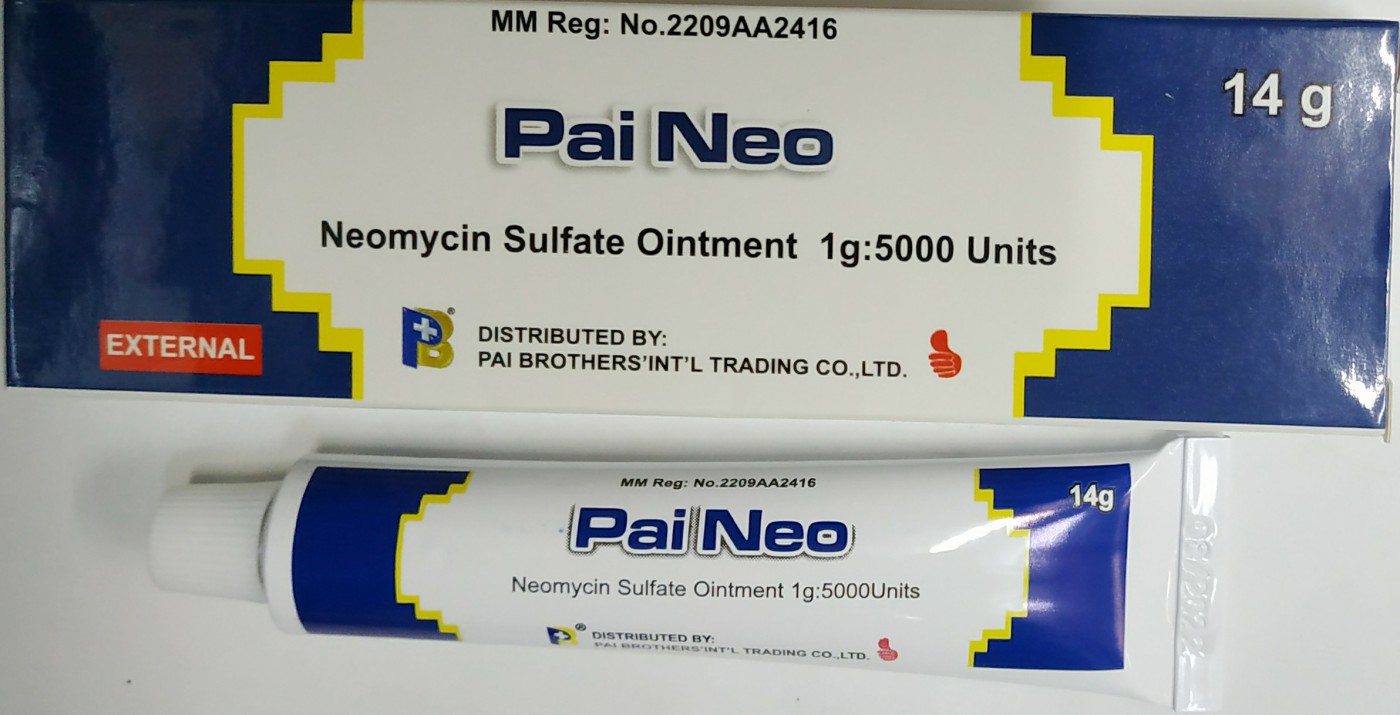 MM Reg: No.2209AA2416
14 g
Pai Neo
Neomycin Sulfate Ointment 1g:5000 Units
EXTERNAL
PB®
DISTRIBUTED BY:
PAI BROTHERS'INT'L TRADING CO.,LTD.
MM Reg: No.2209AA2416
14g
Pai Neo
Neomycin Sulfate Ointment 1g:5000Units
PB®
DISTRIBUTED BY:
PAI BROTHERS'INT'L TRADING CO.,LTD.